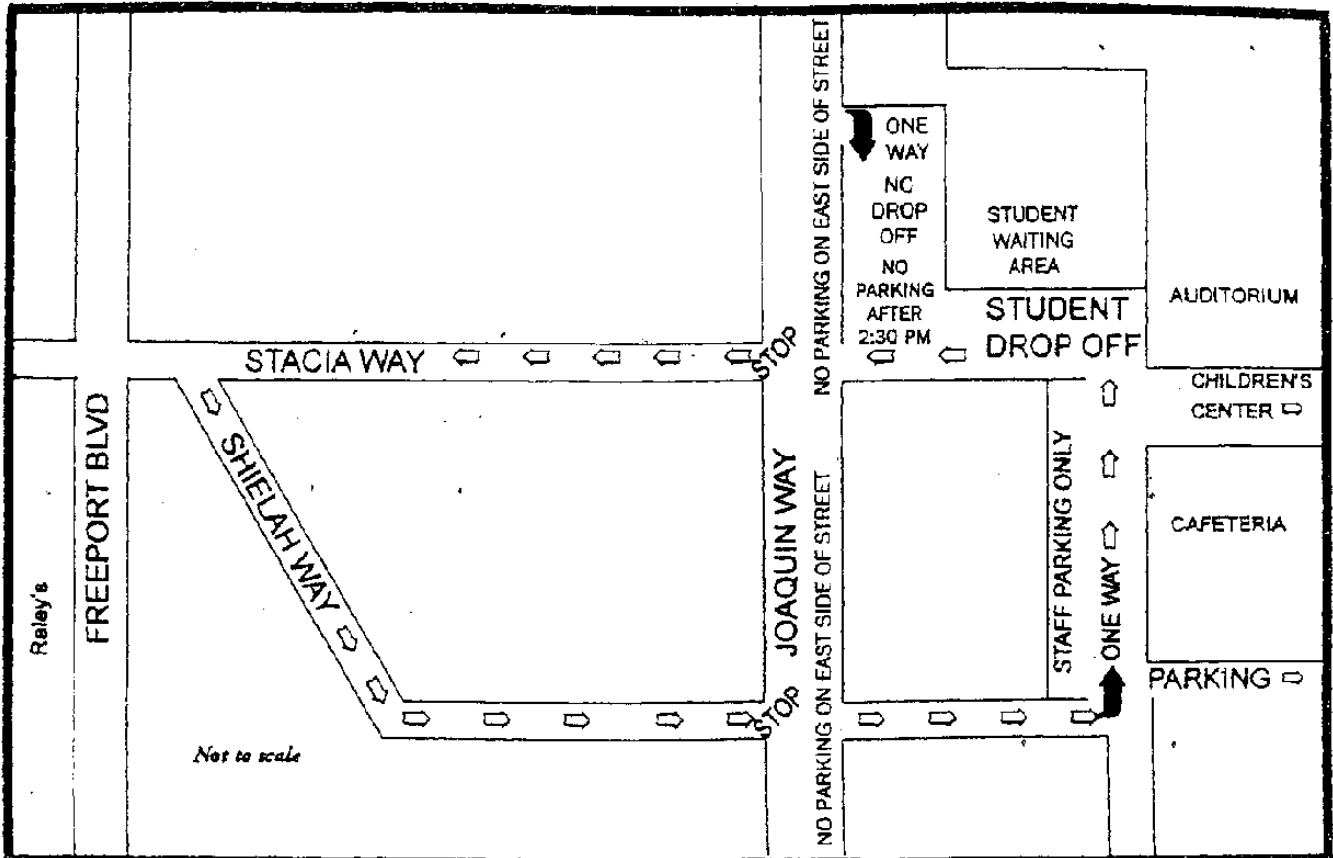 NO PARKING ON EAST SIDE OF STREET
ONE
WAY
NO
DROP
OFF
NO
PARKING
AFTER
2:30 PM
STUDENT
WAITING
AREA
STUDENT
DROP OFF
AUDITORIUM
STACIA WAY
STOP
CHILDREN'S
CENTER
FREEPORT BLVD
SHIELAH WAY
JOAQUIN WAY
NO PARKING ON EAST SIDE OF STREET
STAFF PARKING ONLY
ONE WAY
CAFETERIA
Raley's
PARKING
STOP
Not to scale